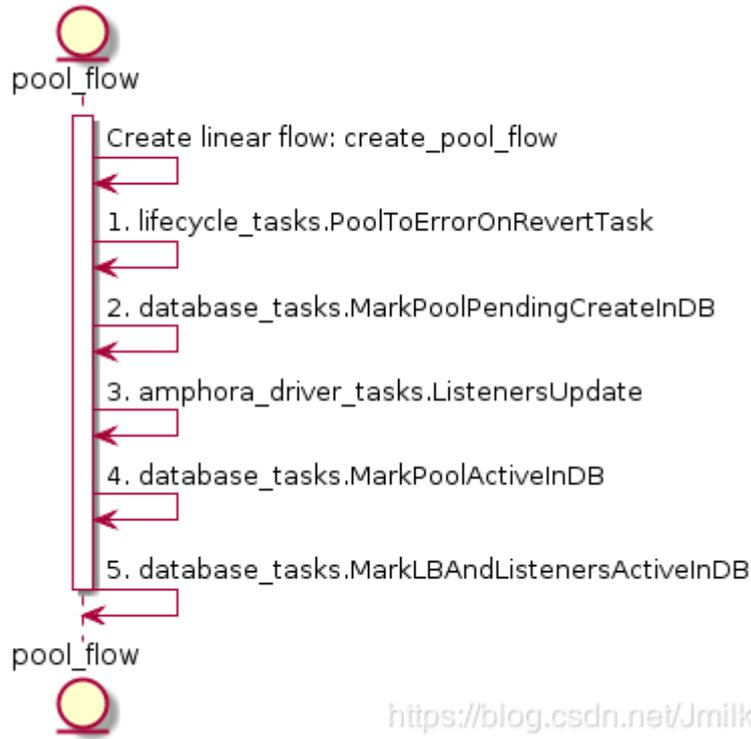 pool_flow
Create linear flow: create_pool_flow
1. lifecycle_tasks.PoolToErrorOnRevertTask
2. database_tasks.MarkPoolPendingCreateInDB
3. amphora_driver_tasks.ListenersUpdate
4. database_tasks.MarkPoolActiveInDB
5. database_tasks.MarkLBAndListenersActiveInDB
pool_flow
https://blog.csdn.net/Jmilk